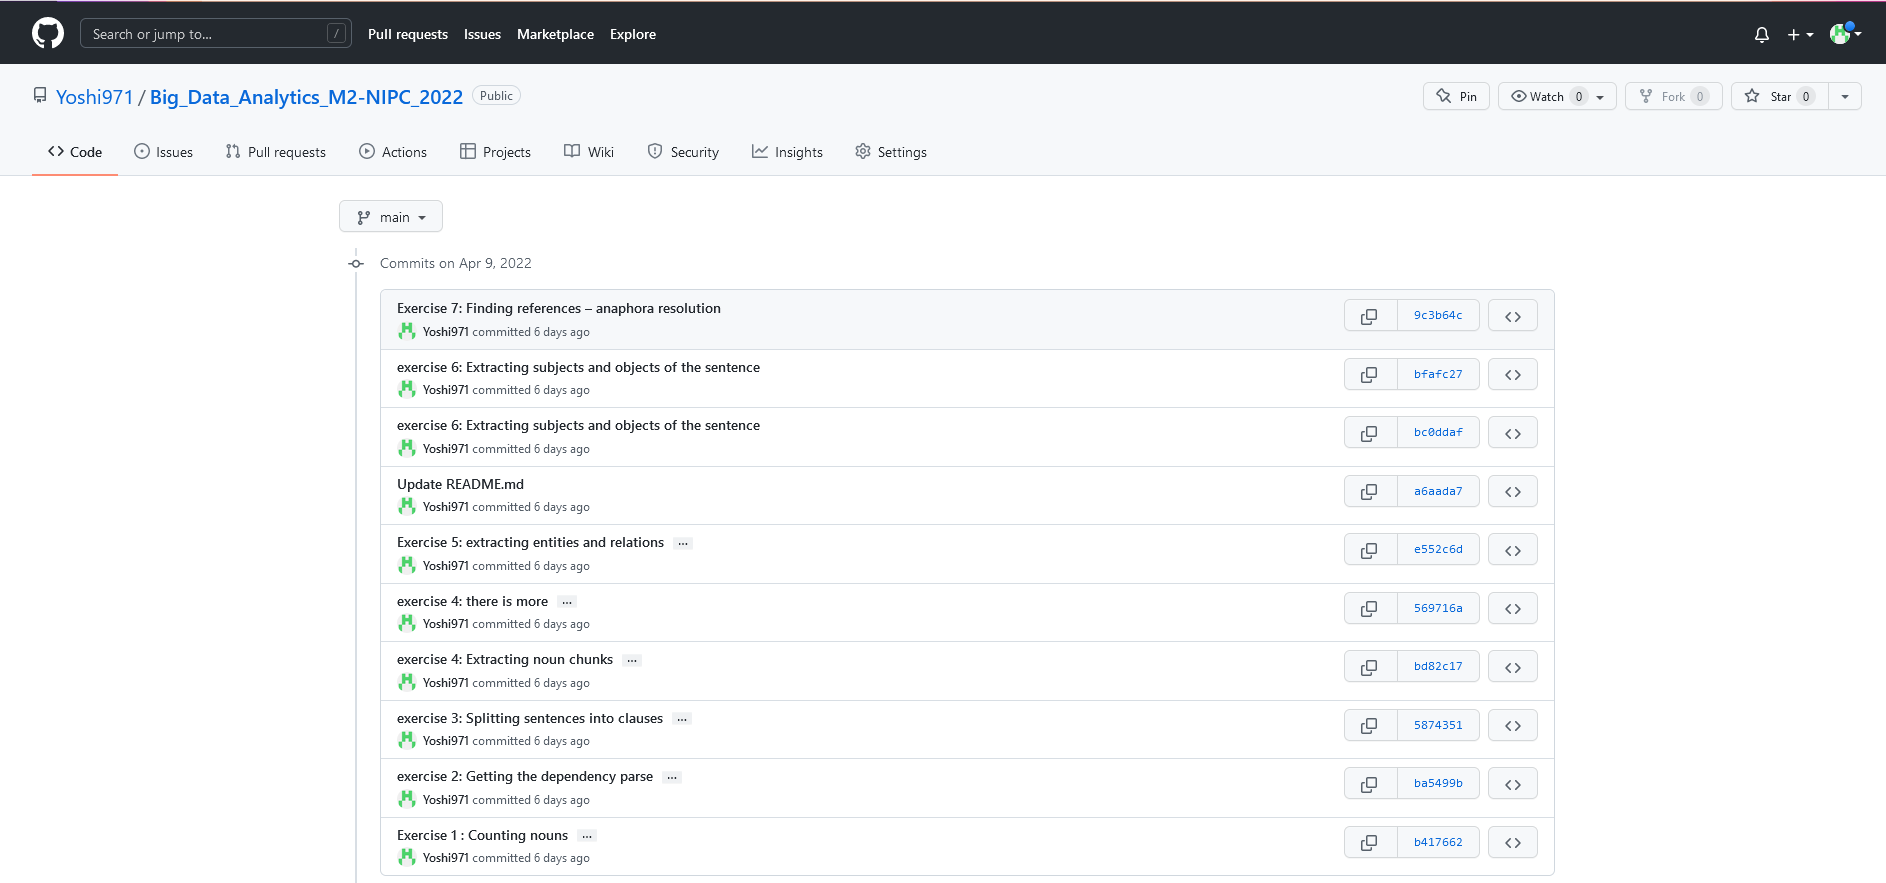 Search or jump to... /
Pull requests Issues Marketplace Explore
Yoshi971 / Big_Data_Analytics_M2-NIPC_2022 Public
Pin Watch 0 Fork 0 Star 0
Code Issues Pull requests Actions Projects Wiki Security Insights Settings
main
Commits on Apr 9, 2022
Exercise 7: Finding references – anaphora resolution
Yoshi971 committed 6 days ago
9c3b64c
exercise 6: Extracting subjects and objects of the sentence
Yoshi971 committed 6 days ago
bfafc27
exercise 6: Extracting subjects and objects of the sentence
Yoshi971 committed 6 days ago
bc0ddaf
Update README.md
Yoshi971 committed 6 days ago
a6aada7
Exercise 5: extracting entities and relations ...
Yoshi971 committed 6 days ago
e552c6d
exercise 4: there is more ...
Yoshi971 committed 6 days ago
569716a
exercise 4: Extracting noun chunks ...
Yoshi971 committed 6 days ago
bd82c17
exercise 3: Splitting sentences into clauses ...
Yoshi971 committed 6 days ago
5874351
exercise 2: Getting the dependency parse ...
Yoshi971 committed 6 days ago
ba5499b
Exercise 1 : Counting nouns ...
Yoshi971 committed 6 days ago
b417662